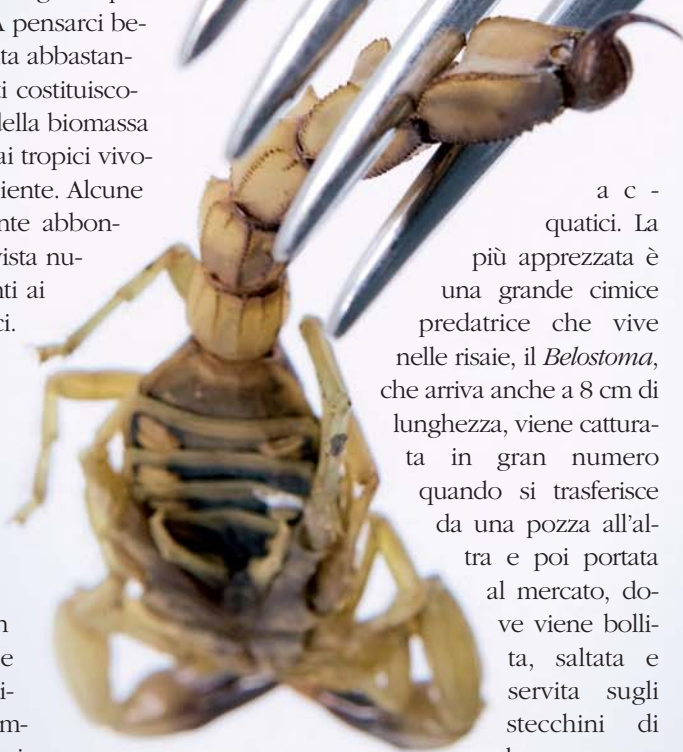 A pensarci be-
ta abbastan-
i costituisco-
della biomassa
ai tropici vivo-
iente. Alcune
nte abbon-
vista nu-
nti ai
ci.
n
e
i-
m-
a c -
quatici. La
più apprezzata è
una grande cimice
predatrice che vive
nelle risaie, il Belostoma,
che arriva anche a 8 cm di
lunghezza, viene cattura-
ta in gran numero
quando si trasferisce
da una pozza all'al-
tra e poi portata
al mercato, do-
ve viene bolli-
ta, saltata e
servita sugli
stecchini di